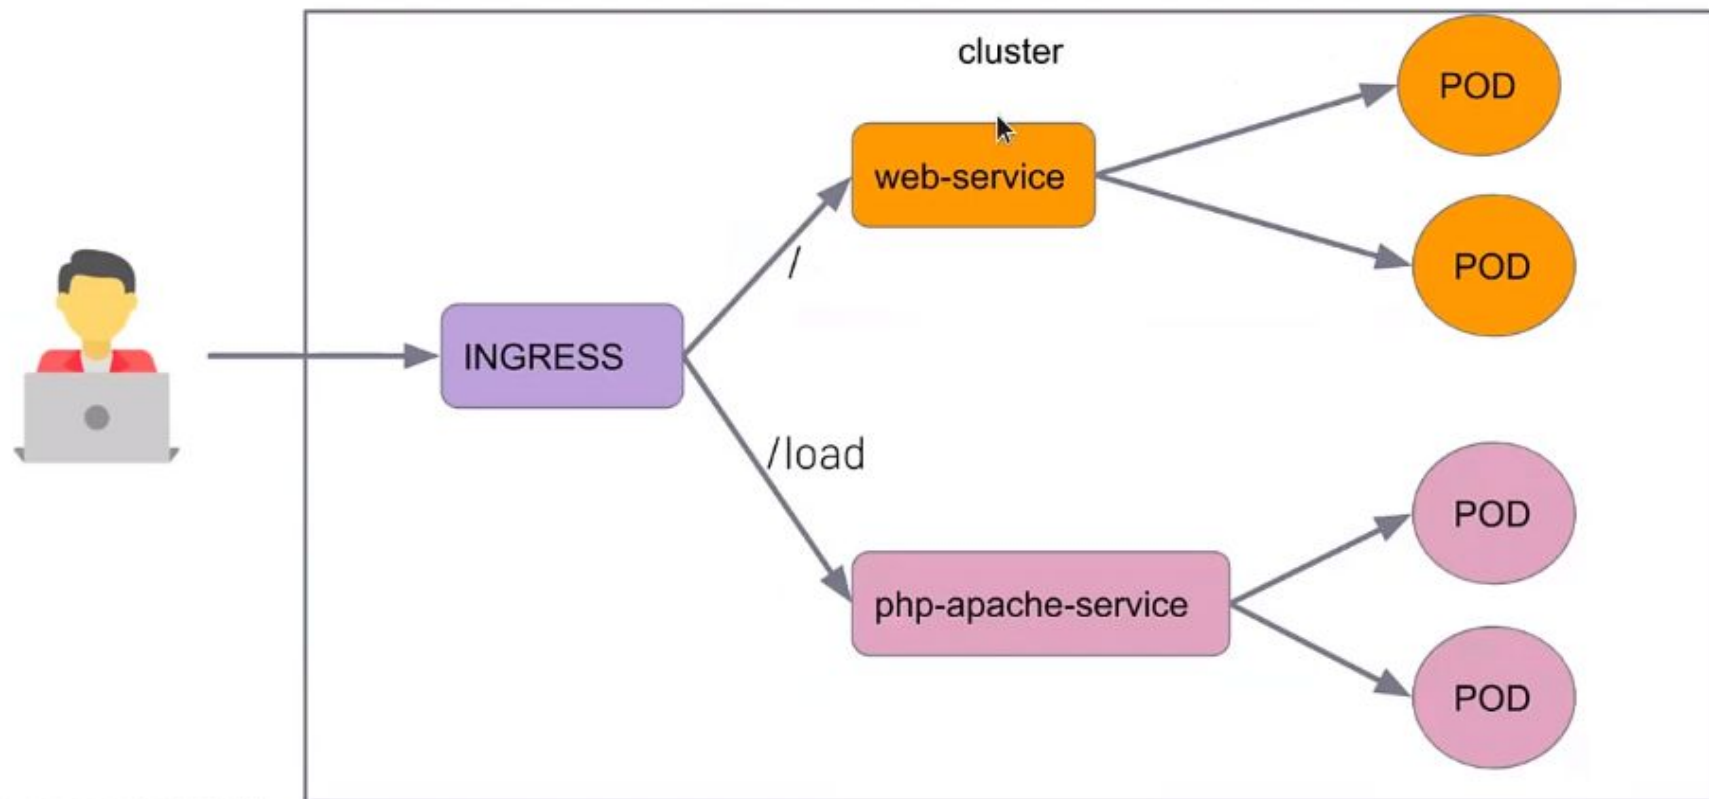 cluster
POD
web-service
POD
/
INGRESS
/load
POD
php-apache-service
POD